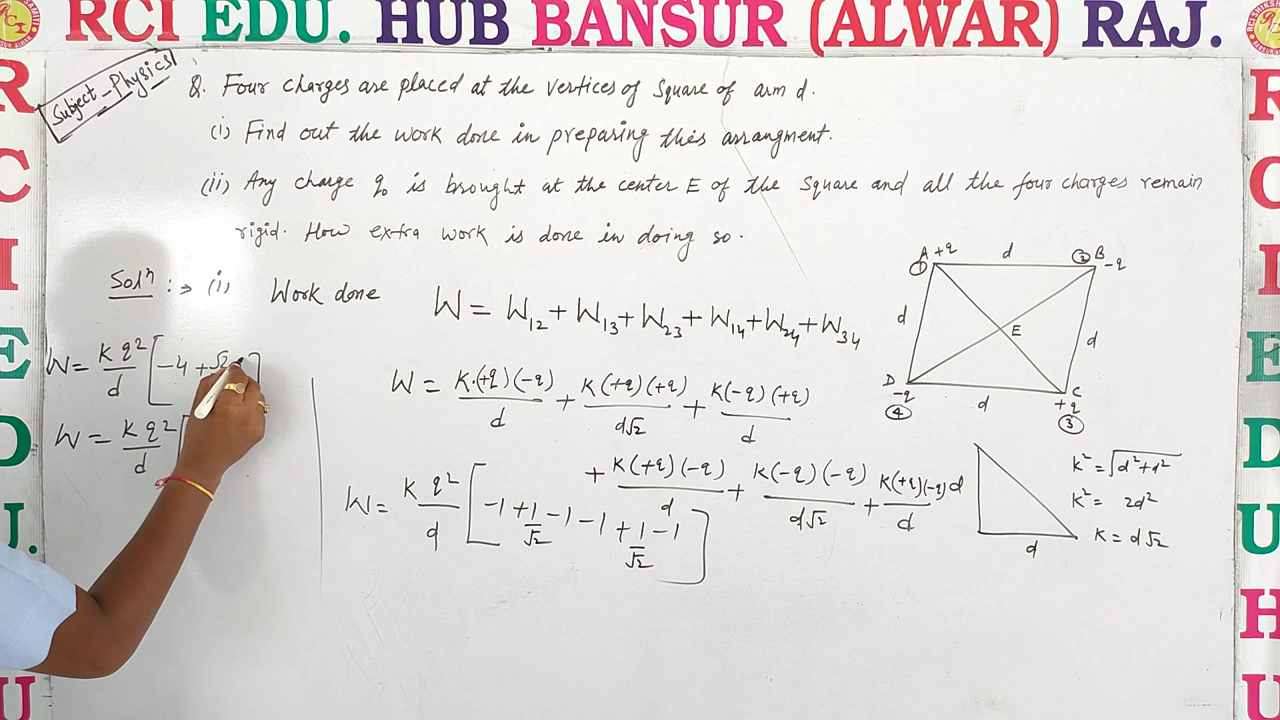 RCI EDU. HUB BANSUR (ALWAR) RAJ.
Subject - Physics
Q. Four charges are placed at the vertices of Square of arm d.
(i) Find out the work done in preparing this arrangment.
(ii) Any charge q₀ is brought at the center E of the Square and all the four charges remain
rigid. How extra work is done in doing so.
Solⁿ :→ (i) Work done
W = W₁₂ + W₁₃ + W₂₃ + W₁₄ + W₂₄ + W₃₄
W = K.(+q)(-q)/d + K(+q)(+q)/d√2 + K(-q)(+q)/d
+ K(+q)(-q)/d + K(-q)(-q)/d√2 + K(+q)(-q)/d
W = K q²/d [-1 + 1/√2 - 1 - 1 + 1/√2 - 1]
W = K q²/d [-4 + √2]
W = K q²/d [
A +q
①
d
② B
-q
d
E
d
D
-q
④
d
C
+q
③
d
d
K² = √d²+d²
K² = 2d²
K = d√2
R
C
I
E
D
U.
H
U
R
C
I
E
D
U
H
U